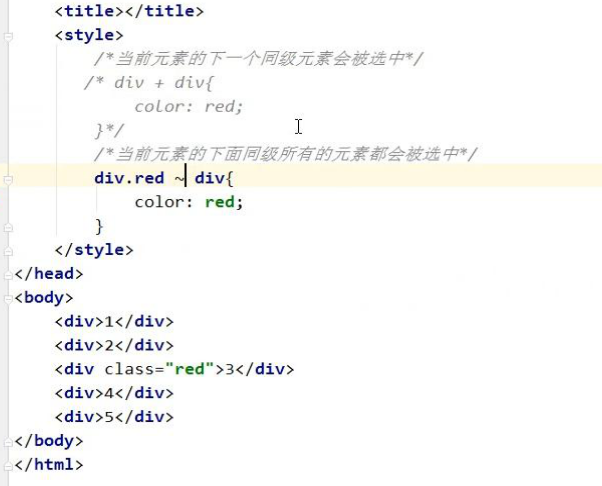 <title></title>
<style>
/*当前元素的下一个同级元素会被选中*/
/* div + div{
color: red;
}*/
/*当前元素的下面同级所有的元素都会被选中*/
div.red ~ div{
color: red;
}
</style>
</head>
<body>
<div>1</div>
<div>2</div>
<div class="red">3</div>
<div>4</div>
<div>5</div>
</body>
</html>